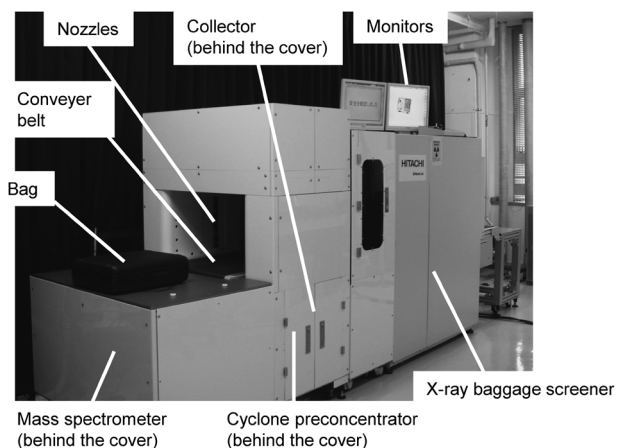 Nozzles
Collector
(behind the cover)
Monitors
Conveyer
belt
Bag
HITACHI
X-ray baggage screener
Mass spectrometer
(behind the cover)
Cyclone preconcentrator
(behind the cover)